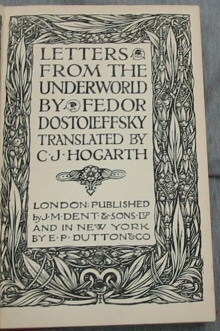 LETTERS
FROM THE
UNDERWORLD
BY FEDOR
DOSTOIEFFSKY
TRANSLATED BY
C·J·HOGARTH
LONDON: PUBLISHED
by J·M·DENT & SONS·LTD
AND IN NEW YORK
BY E·P·DUTTON & CO